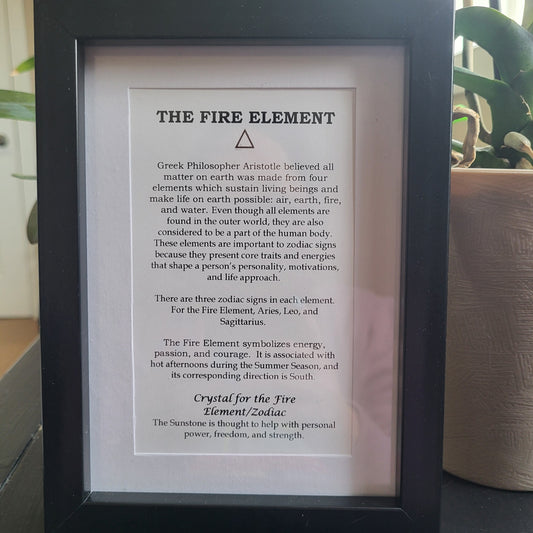 THE FIRE ELEMENT
Greek Philosopher Aristotle believed all
matter on earth was made from four
elements which sustain living beings and
make life on earth possible: air, earth, fire,
and water. Even though all elements are
found in the outer world, they are also
considered to be a part of the human body.
These elements are important to zodiac signs
because they present core traits and energies
that shape a person's personality, motivations,
and life approach.
There are three zodiac signs in each element.
For the Fire Element, Aries, Leo, and
Sagittarius.
The Fire Element symbolizes energy,
passion, and courage. It is associated with
hot afternoons during the Summer Season, and
its corresponding direction is South.
Crystal for the Fire
Element/Zodiac
The Sunstone is thought to help with personal
power, freedom, and strength.